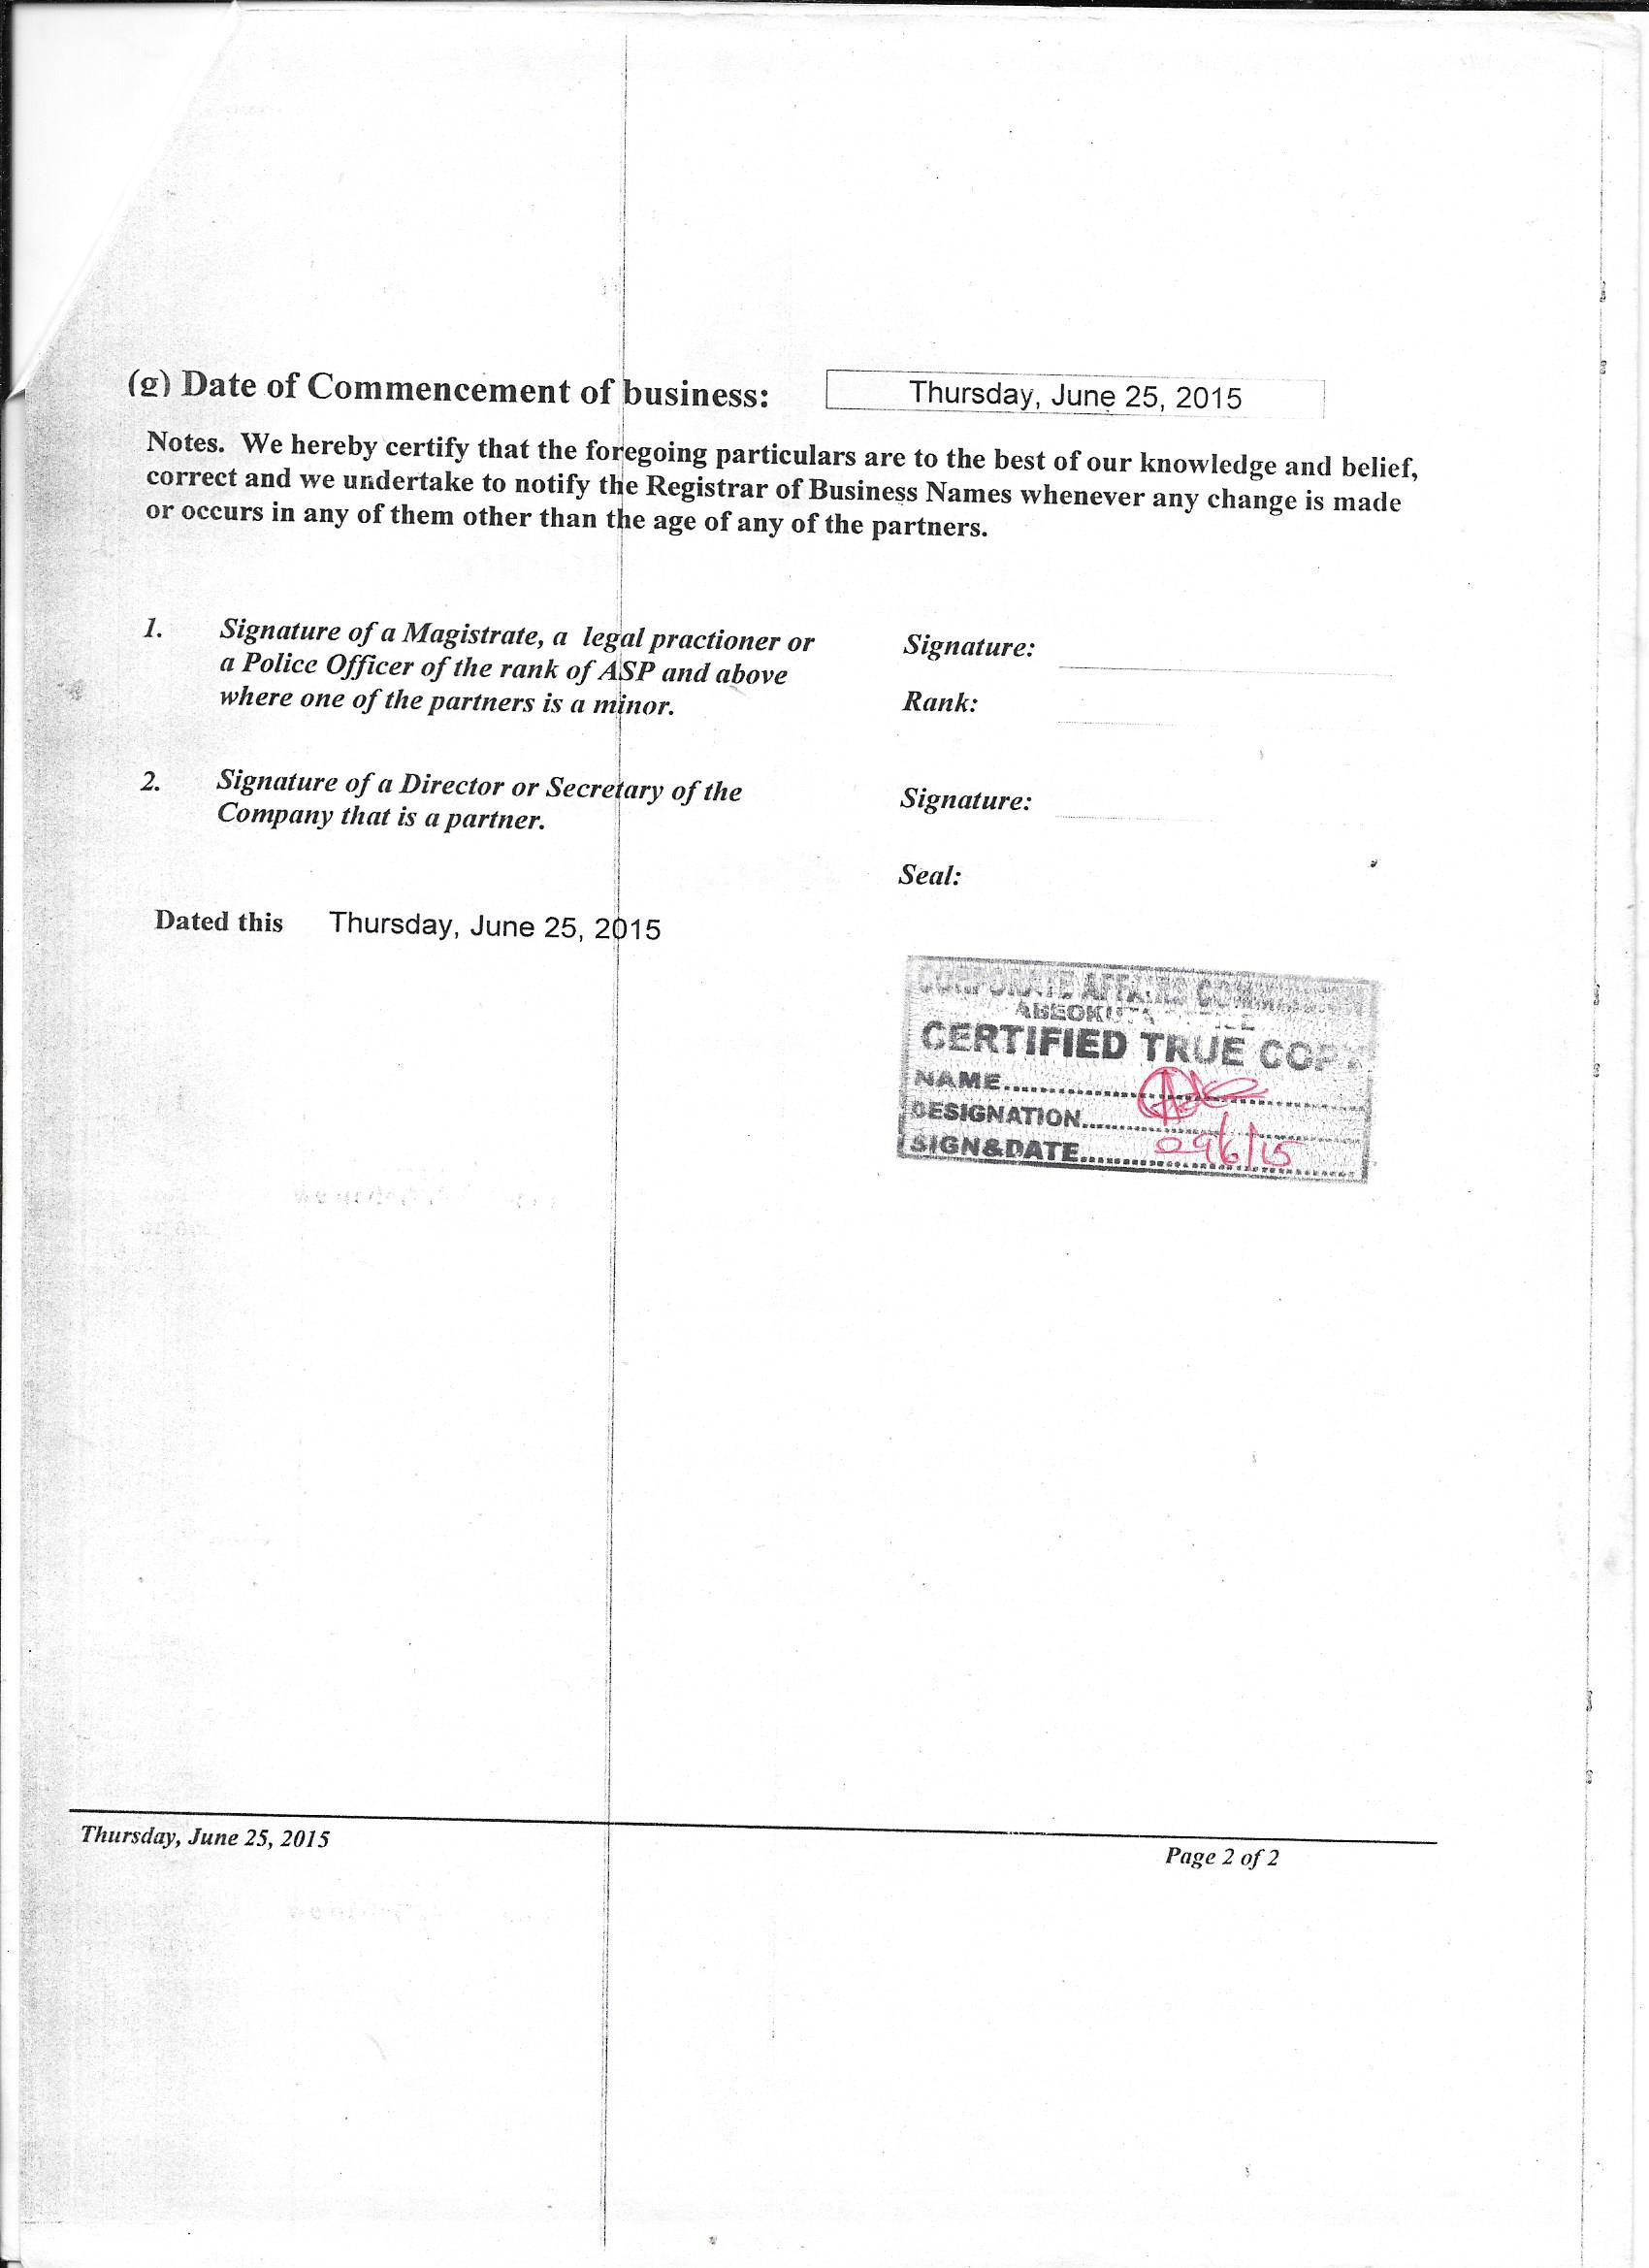 (g) Date of Commencement of business: Thursday, June 25, 2015
Notes. We hereby certify that the foregoing particulars are to the best of our knowledge and belief,
correct and we undertake to notify the Registrar of Business Names whenever any change is made
or occurs in any of them other than the age of any of the partners.
1. Signature of a Magistrate, a legal practioner or
a Police Officer of the rank of ASP and above
where one of the partners is a minor.
Signature:
Rank:
2. Signature of a Director or Secretary of the
Company that is a partner.
Signature:
Seal:
Dated this Thursday, June 25, 2015
CORPORATE AFFAIRS COMMISSION
ABEOKUTA
CERTIFIED TRUE COPY
NAME
DESIGNATION
SIGN&DATE
Thursday, June 25, 2015
Page 2 of 2